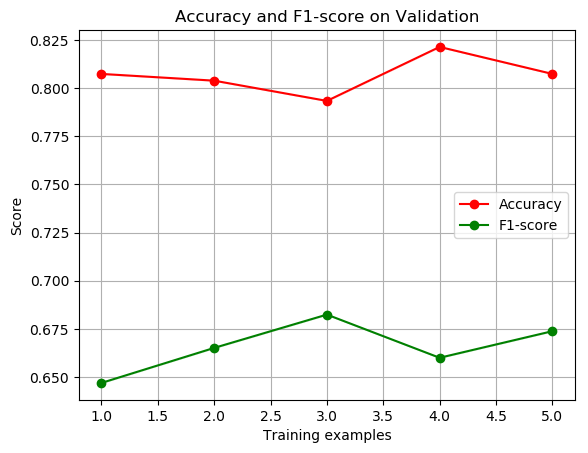 Accuracy and F1-score on Validation
0.825
0.800
0.775
0.750
0.725
0.700
0.675
0.650
Score
Accuracy
F1-score
1.0 1.5 2.0 2.5 3.0 3.5 4.0 4.5 5.0
Training examples